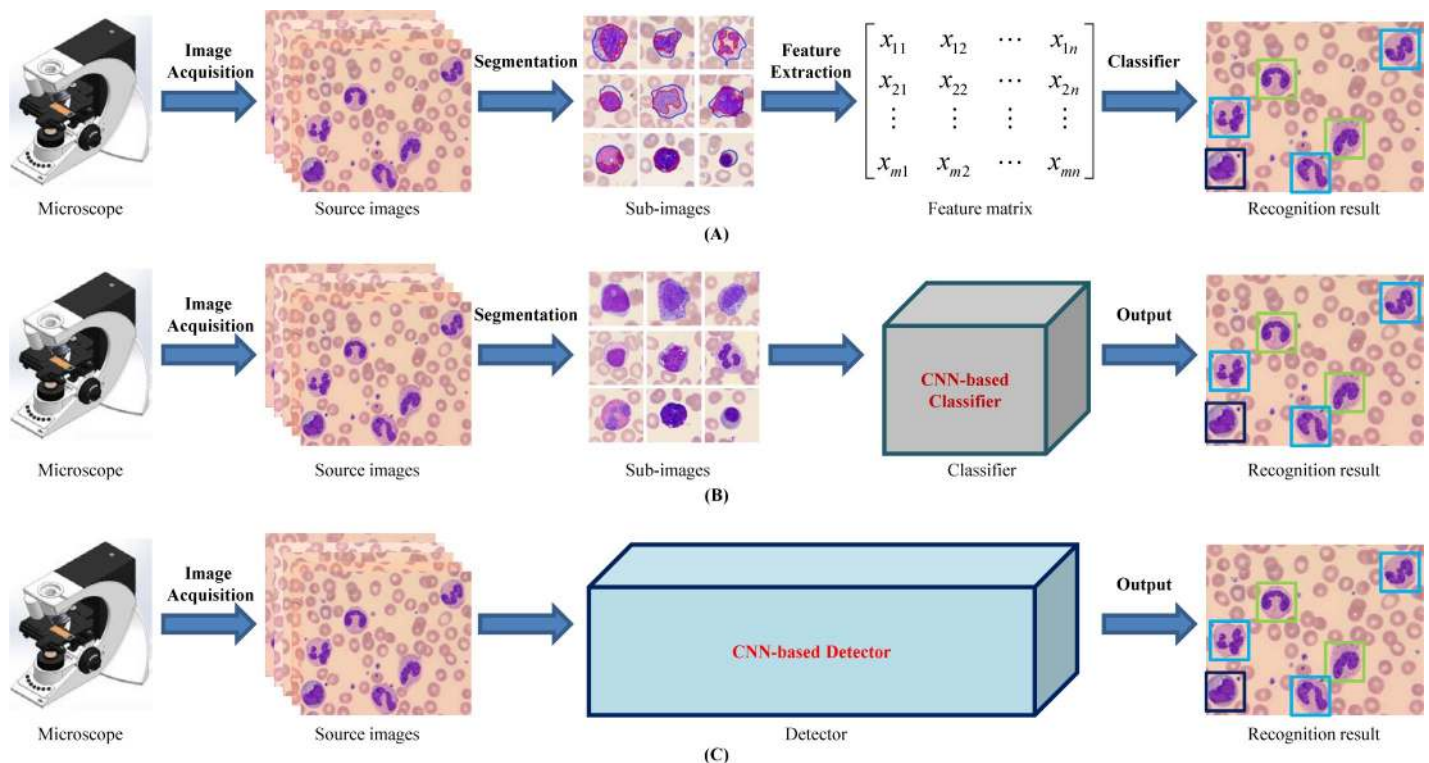 Image Acquisition
Segmentation
Feature Extraction
Classifier
x11 x12 ⋯ x1n
x21 x22 ⋯ x2n
⋮ ⋮ ⋮ ⋮
xm1 xm2 ⋯ xmn
Microscope
Source images
Sub-images
Feature matrix
Recognition result
(A)
Image Acquisition
Segmentation
CNN-based
Classifier
Output
Microscope
Source images
Sub-images
Classifier
Recognition result
(B)
Image Acquisition
CNN-based Detector
Output
Microscope
Source images
Detector
Recognition result
(C)